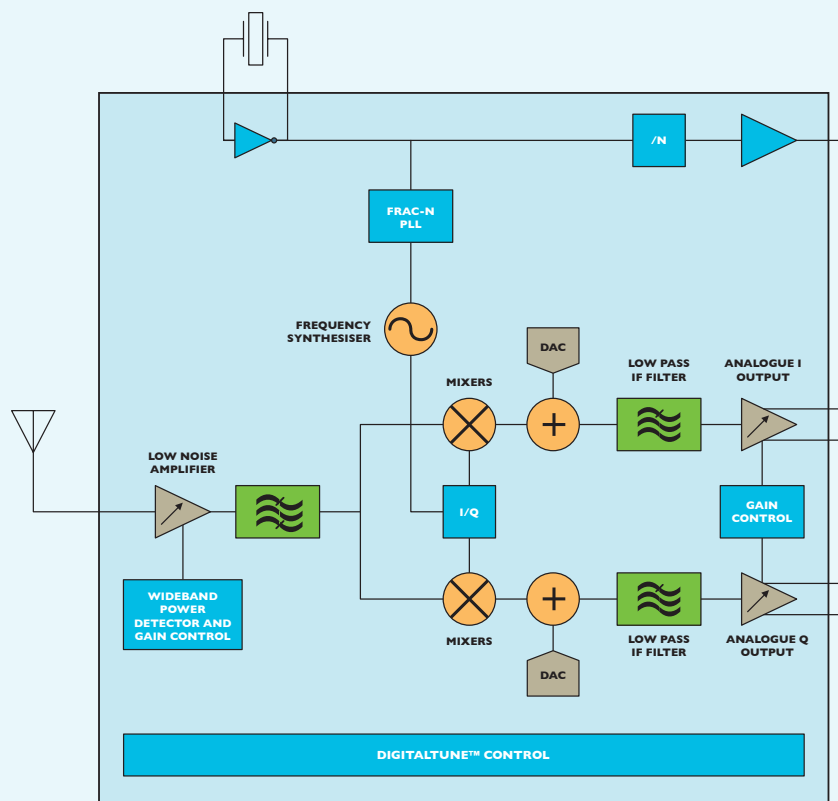 /N
FRAC-N
PLL
FREQUENCY
SYNTHESISER
DAC
MIXERS
LOW PASS
IF FILTER
ANALOGUE I
OUTPUT
LOW NOISE
AMPLIFIER
I/Q
GAIN
CONTROL
WIDEBAND
POWER
DETECTOR AND
GAIN CONTROL
MIXERS
LOW PASS
IF FILTER
ANALOGUE Q
OUTPUT
DAC
DIGITALTUNE™ CONTROL